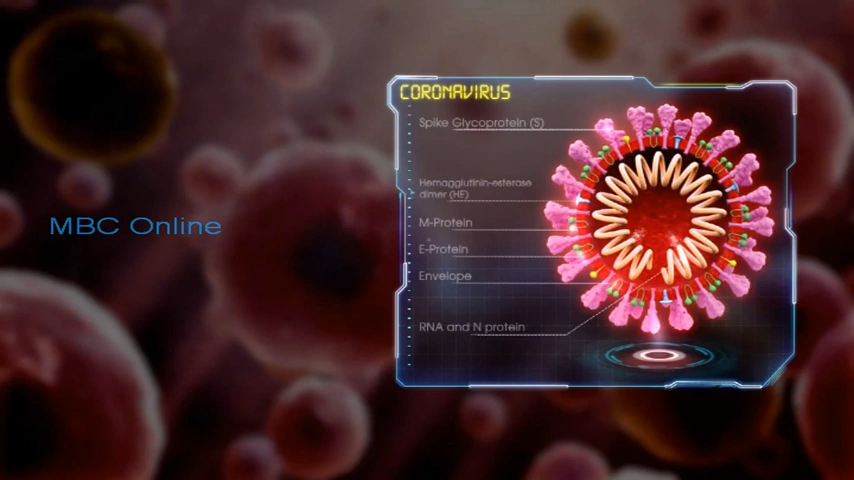 CORONAVIRUS
Spike Glycoprotein (S)
Hemagglutinin-esterase
dimer (HE)
M-Protein
E-Protein
Envelope
RNA and N protein
MBC Online